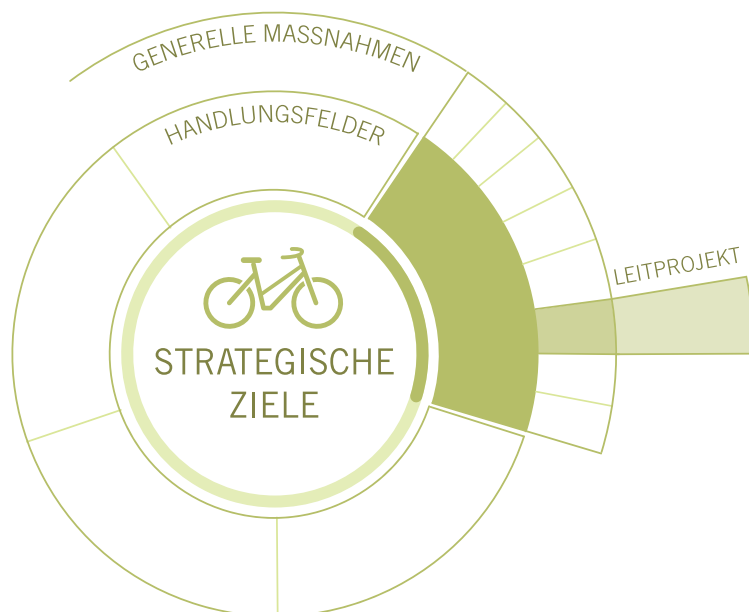 GENERELLE MASSNAHMEN
HANDLUNGSFELDER
LEITPROJEKT
STRATEGISCHE
ZIELE